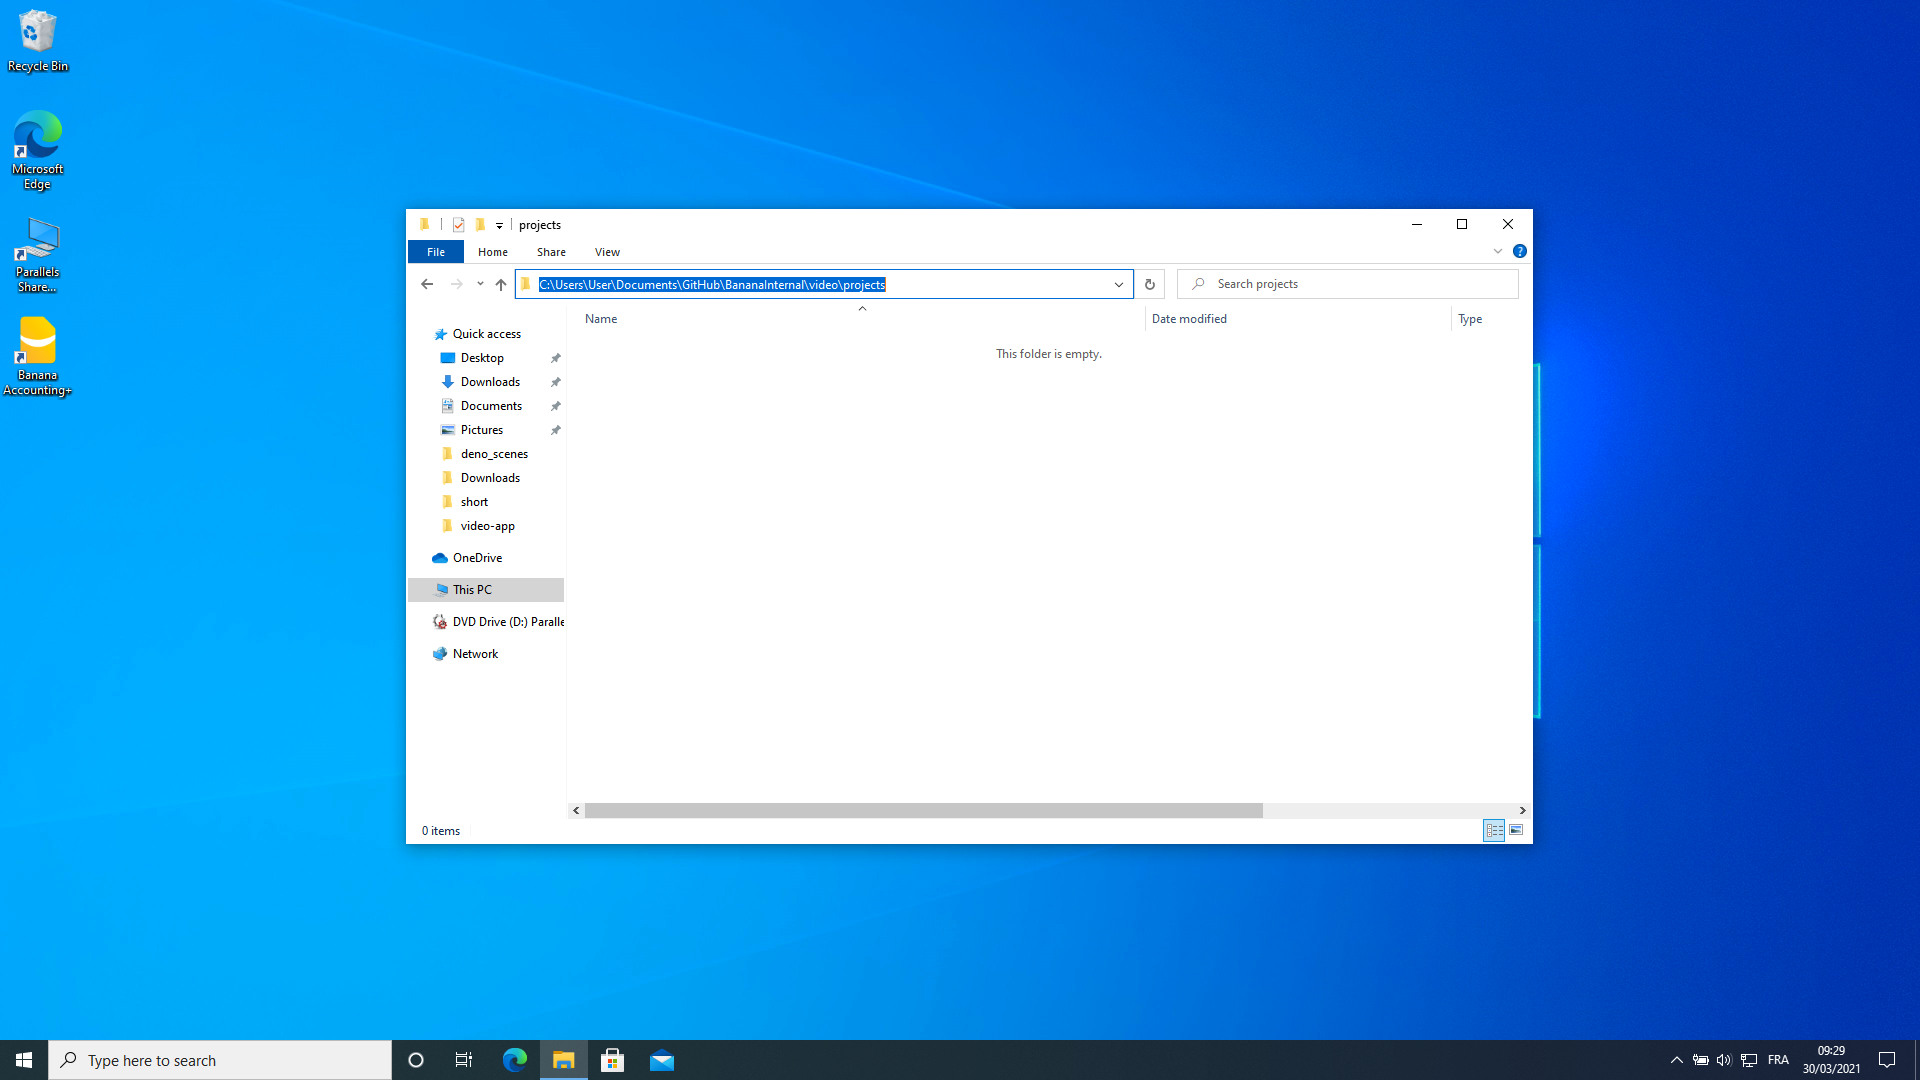 Recycle Bin
Microsoft
Edge
Parallels
Share...
Banana
Accounting+
projects
File Home Share View
C:\Users\User\Documents\GitHub\BananaInternal\video\projects
Search projects
Name Date modified Type
This folder is empty.
Quick access
Desktop
Downloads
Documents
Pictures
deno_scenes
Downloads
short
video-app
OneDrive
This PC
DVD Drive (D:) Paralle
Network
0 items
Type here to search
FRA
09:29
30/03/2021